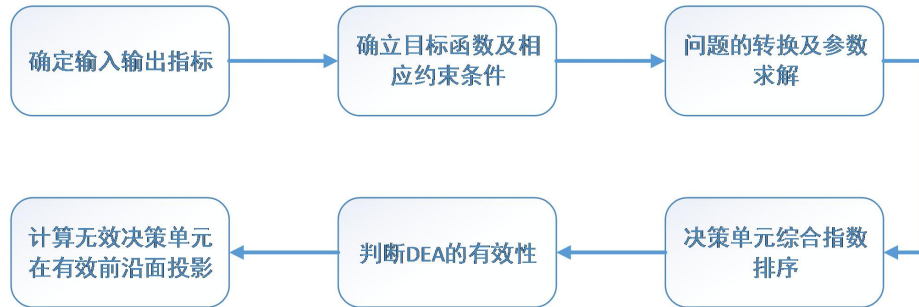 确定输入输出指标
确立目标函数及相
应约束条件
问题的转换及参数
求解
决策单元综合指数
排序
判断DEA的有效性
计算无效决策单元
在有效前沿面投影